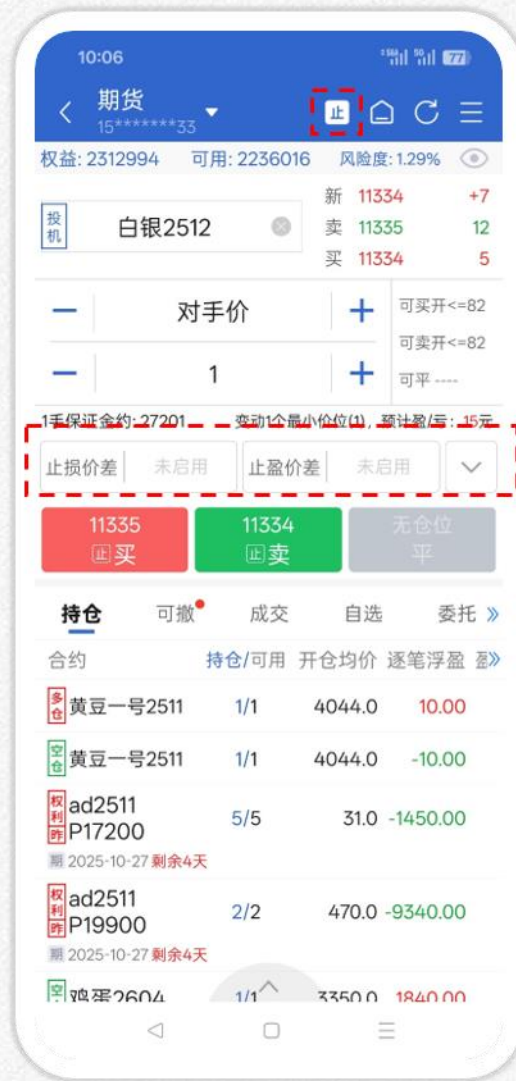 10:06
77
期货
15*******33
止
权益: 2312994 可用: 2236016 风险度: 1.29%
投机
白银2512
新 11334 +7
卖 11335 12
买 11334 5
对手价
可买开<=82
可卖开<=82
1
可平 ----
1手保证金约: 27201 变动1个最小价位(1), 预计盈/亏: 15元
止损价差 未启用 止盈价差 未启用
11335 11334 无仓位
止买 止卖 平
持仓 可撤 成交 自选 委托
合约 持仓/可用 开仓均价 逐笔浮盈
多仓 黄豆一号2511 1/1 4044.0 10.00
空仓 黄豆一号2511 1/1 4044.0 -10.00
权利昨 ad2511 P17200 5/5 31.0 -1450.00
期 2025-10-27 剩余4天
权利昨 ad2511 P19900 2/2 470.0 -9340.00
期 2025-10-27 剩余4天
空 鸡蛋2604 1/1 3350.0 1840.00